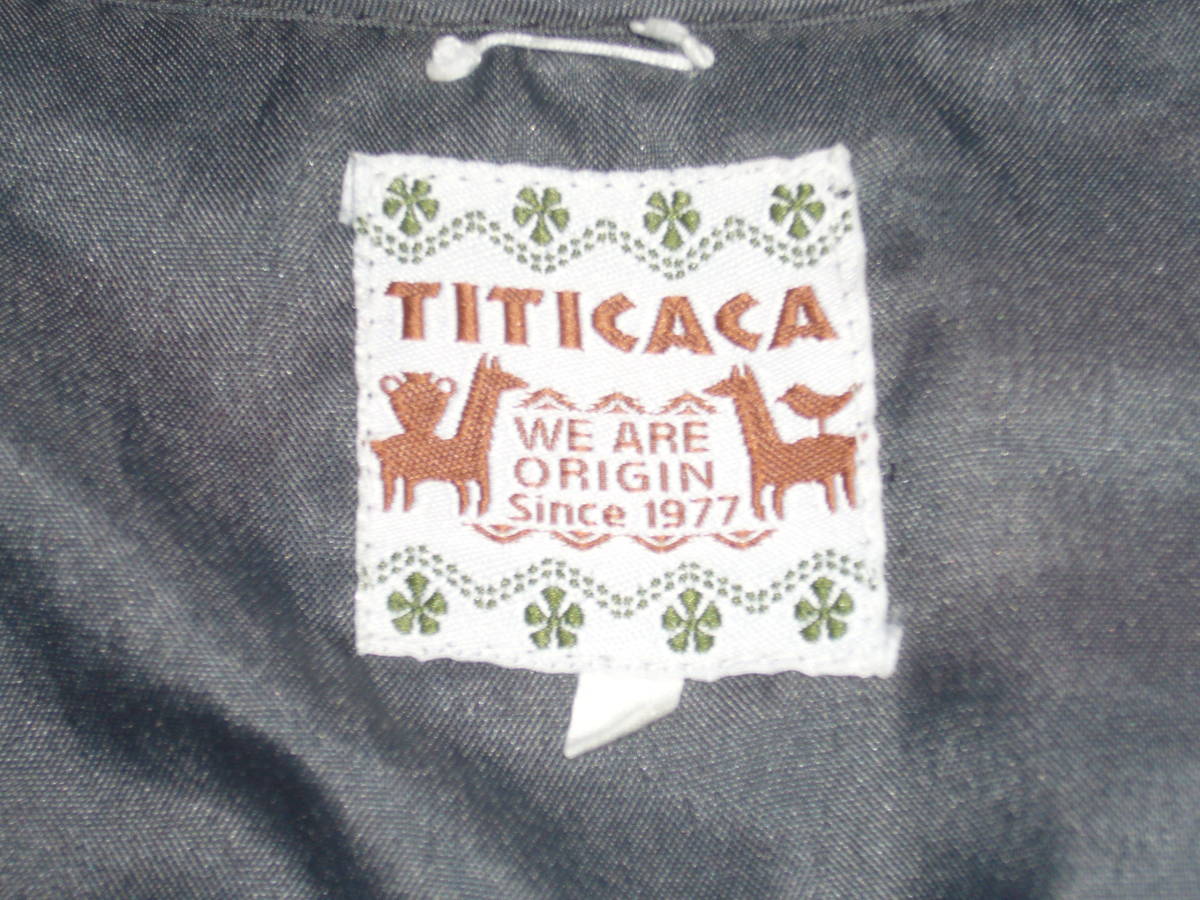 TITICACA
WE ARE
ORIGIN
Since 1977